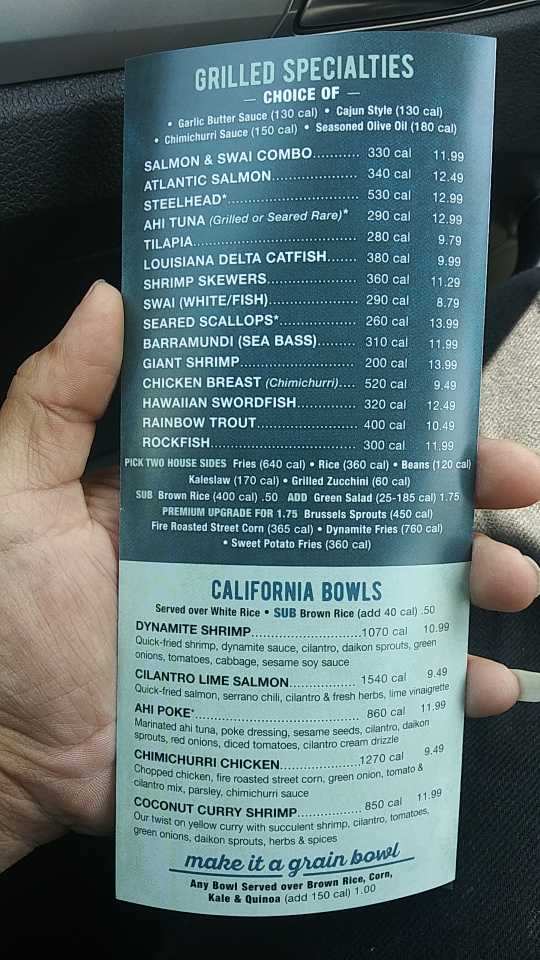 GRILLED SPECIALTIES
— CHOICE OF —
• Garlic Butter Sauce (130 cal) • Cajun Style (130 cal)
• Chimichurri Sauce (150 cal) • Seasoned Olive Oil (180 cal)
SALMON & SWAI COMBO........... 330 cal 11.99
ATLANTIC SALMON.................... 340 cal 12.49
STEELHEAD*............................... 530 cal 12.99
AHI TUNA (Grilled or Seared Rare)* 290 cal 12.99
TILAPIA....................................... 280 cal 9.79
LOUISIANA DELTA CATFISH....... 380 cal 9.99
SHRIMP SKEWERS..................... 360 cal 11.29
SWAI (WHITE/FISH)..................... 290 cal 8.79
SEARED SCALLOPS*.................. 260 cal 13.99
BARRAMUNDI (SEA BASS)......... 310 cal 11.99
GIANT SHRIMP........................... 200 cal 13.99
CHICKEN BREAST (Chimichurri).... 520 cal 9.49
HAWAIIAN SWORDFISH.............. 320 cal 12.49
RAINBOW TROUT....................... 400 cal 10.49
ROCKFISH.................................. 300 cal 11.99
PICK TWO HOUSE SIDES Fries (640 cal) • Rice (360 cal) • Beans (120 cal)
Kaleslaw (170 cal) • Grilled Zucchini (60 cal)
SUB Brown Rice (400 cal) .50 ADD Green Salad (25-185 cal) 1.75
PREMIUM UPGRADE FOR 1.75 Brussels Sprouts (450 cal)
Fire Roasted Street Corn (365 cal) • Dynamite Fries (760 cal)
• Sweet Potato Fries (360 cal)
CALIFORNIA BOWLS
Served over White Rice • SUB Brown Rice (add 40 cal) .50
DYNAMITE SHRIMP.........................1070 cal 10.99
Quick-fried shrimp, dynamite sauce, cilantro, daikon sprouts, green
onions, tomatoes, cabbage, sesame soy sauce
CILANTRO LIME SALMON............... 1540 cal 9.49
Quick-fried salmon, serrano chili, cilantro & fresh herbs, lime vinaigrette
AHI POKE*..................................... 860 cal 11.99
Marinated ahi tuna, poke dressing, sesame seeds, cilantro, daikon
sprouts, red onions, diced tomatoes, cilantro cream drizzle
CHIMICHURRI CHICKEN..................1270 cal 9.49
Chopped chicken, fire roasted street corn, green onion, tomato &
cilantro mix, parsley, chimichurri sauce
COCONUT CURRY SHRIMP.............. 850 cal 11.99
Our twist on yellow curry with succulent shrimp, cilantro, tomatoes,
green onions, daikon sprouts, herbs & spices
make it a grain bowl
Any Bowl Served over Brown Rice, Corn,
Kale & Quinoa (add 150 cal) 1.00